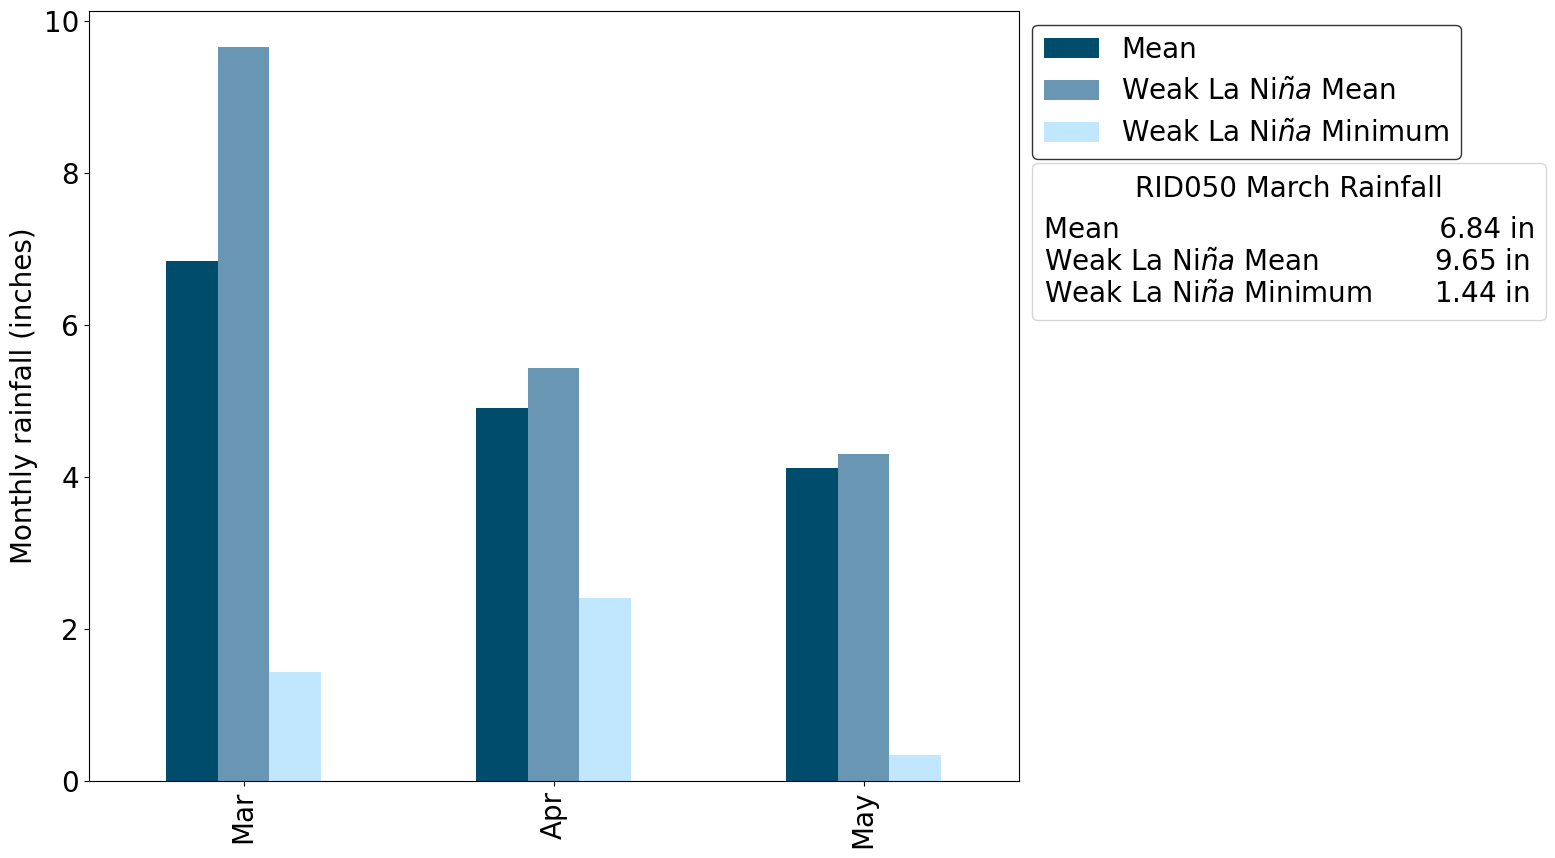 10
8
6
4
2
0
Monthly rainfall (inches)
Mar
Apr
May
Mean
Weak La Niña Mean
Weak La Niña Minimum
RID050 March Rainfall
Mean 6.84 in
Weak La Niña Mean 9.65 in
Weak La Niña Minimum 1.44 in